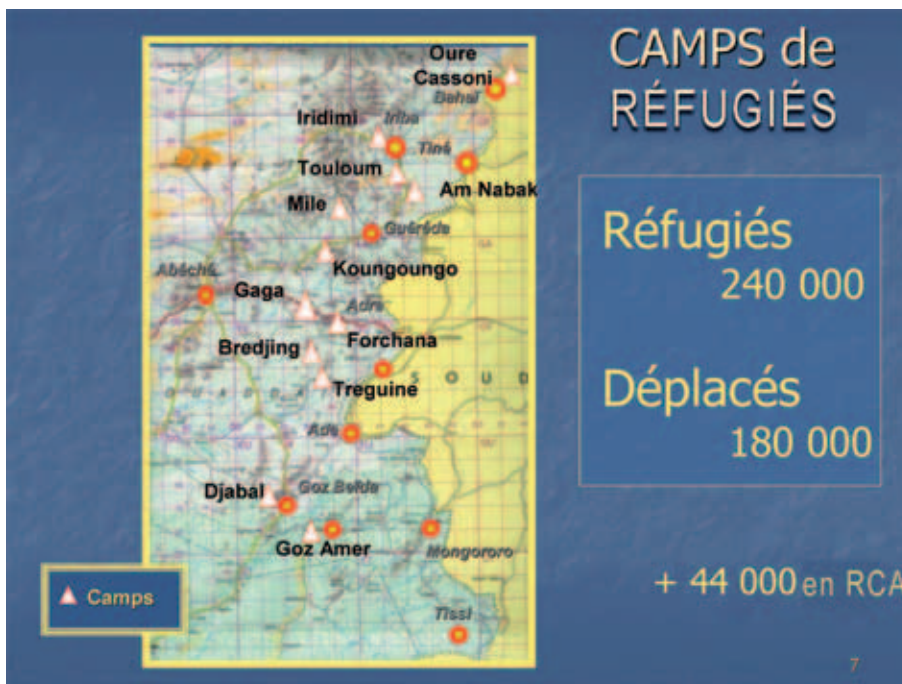 CAMPS de
RÉFUGIÉS
Oure
Cassoni
Bahaï
Iridimi
Iriba
Tiné
Touloum
Am Nabak
Mile
Guéréda
Koungoungo
Abéché
Gaga
Adré
Forchana
Bredjing
Treguine
S O U D
O U A D D A
Ade
Djabal
Goz Beïda
Goz Amer
Mongororo
Tissi
Camps
Réfugiés
240 000
Déplacés
180 000
+ 44 000 en RCA
7